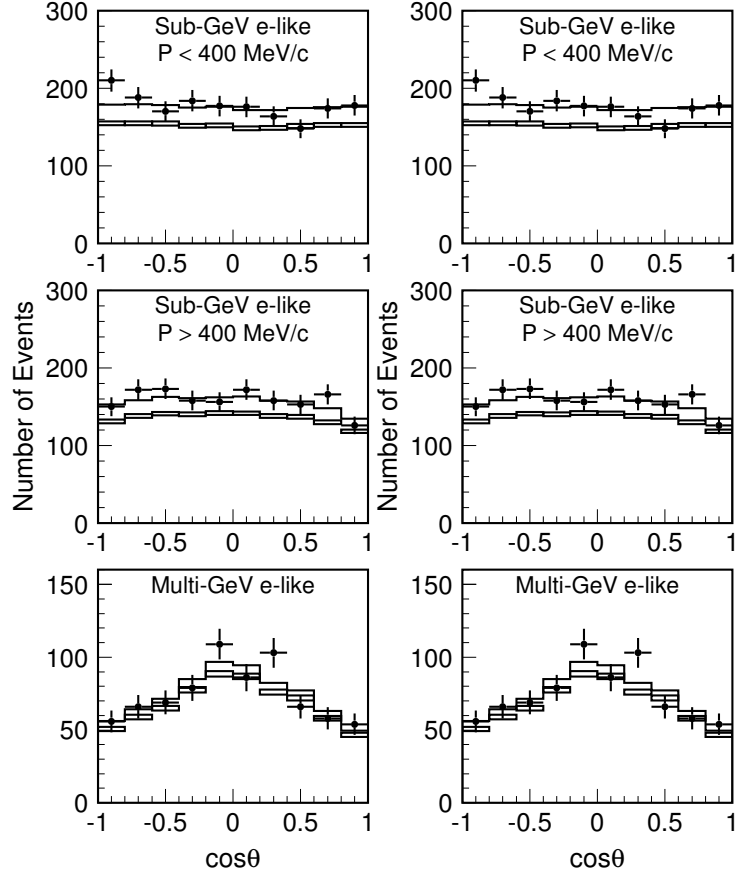 Number of Events
Sub-GeV e-like
P < 400 MeV/c
300
200
100
0
-1 -0.5 0 0.5 1
Sub-GeV e-like
P > 400 MeV/c
300
200
100
0
-1 -0.5 0 0.5 1
Multi-GeV e-like
150
100
50
0
-1 -0.5 0 0.5 1
cosθ
Number of Events
Sub-GeV e-like
P < 400 MeV/c
300
200
100
0
-1 -0.5 0 0.5 1
Sub-GeV e-like
P > 400 MeV/c
300
200
100
0
-1 -0.5 0 0.5 1
Multi-GeV e-like
150
100
50
0
-1 -0.5 0 0.5 1
cosθ